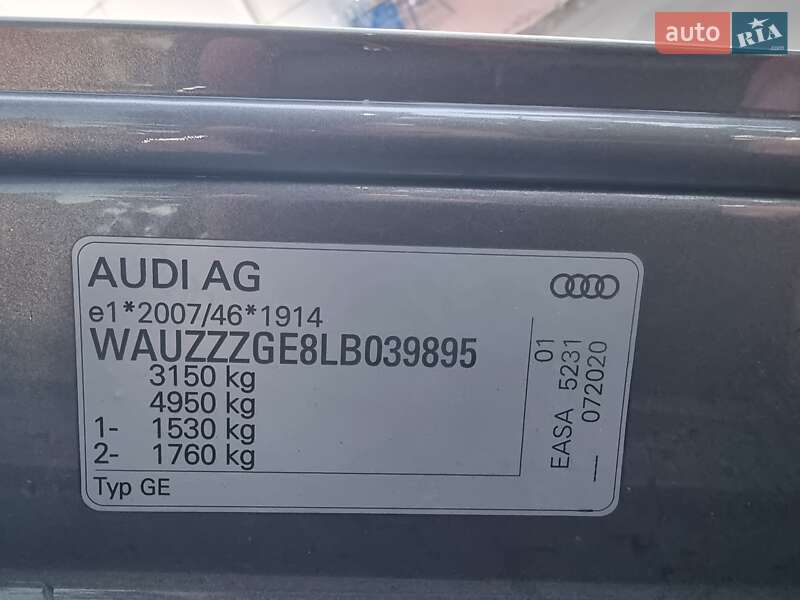 auto RIA.com
AUDI AG
e1*2007/46*1914
WAUZZZGE8LB039895
3150 kg
4950 kg
1- 1530 kg
2- 1760 kg
Typ GE
01
EASA 5231
072020